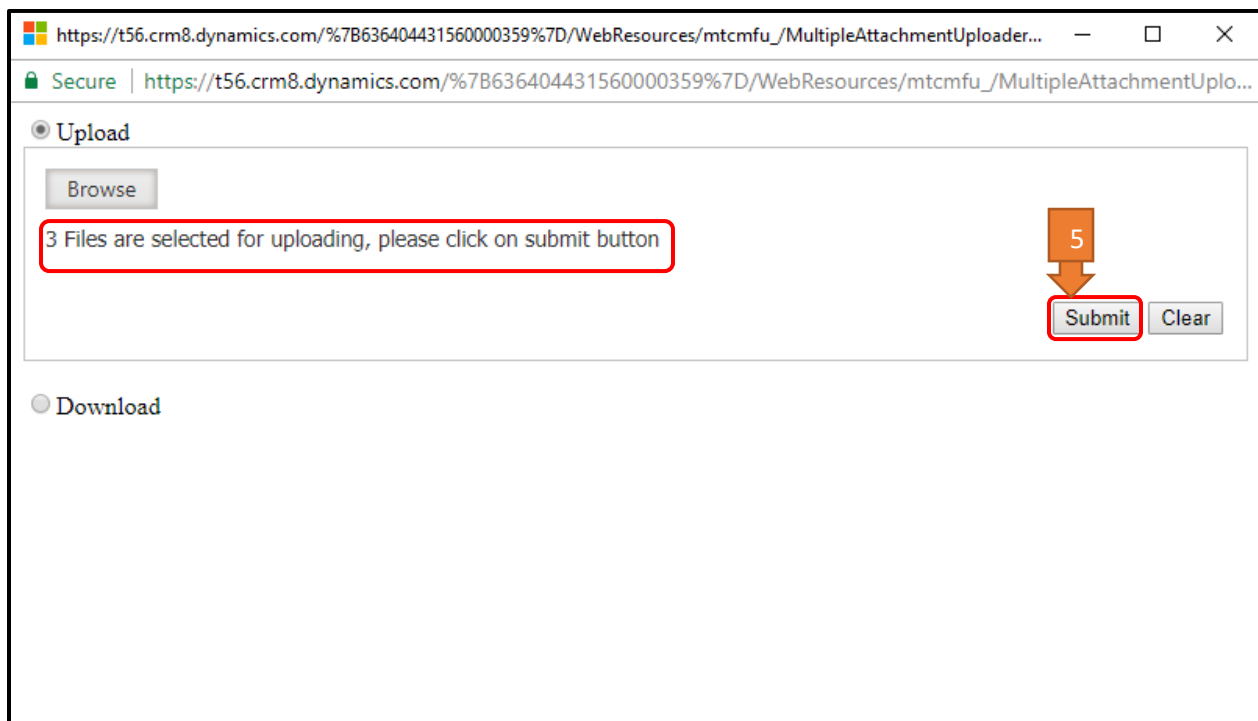 https://t56.crm8.dynamics.com/%7B636404431560000359%7D/WebResources/mtcmfu_/MultipleAttachmentUploader...
Secure https://t56.crm8.dynamics.com/%7B636404431560000359%7D/WebResources/mtcmfu_/MultipleAttachmentUplo...
Upload
Browse
3 Files are selected for uploading, please click on submit button
5
Submit Clear
Download